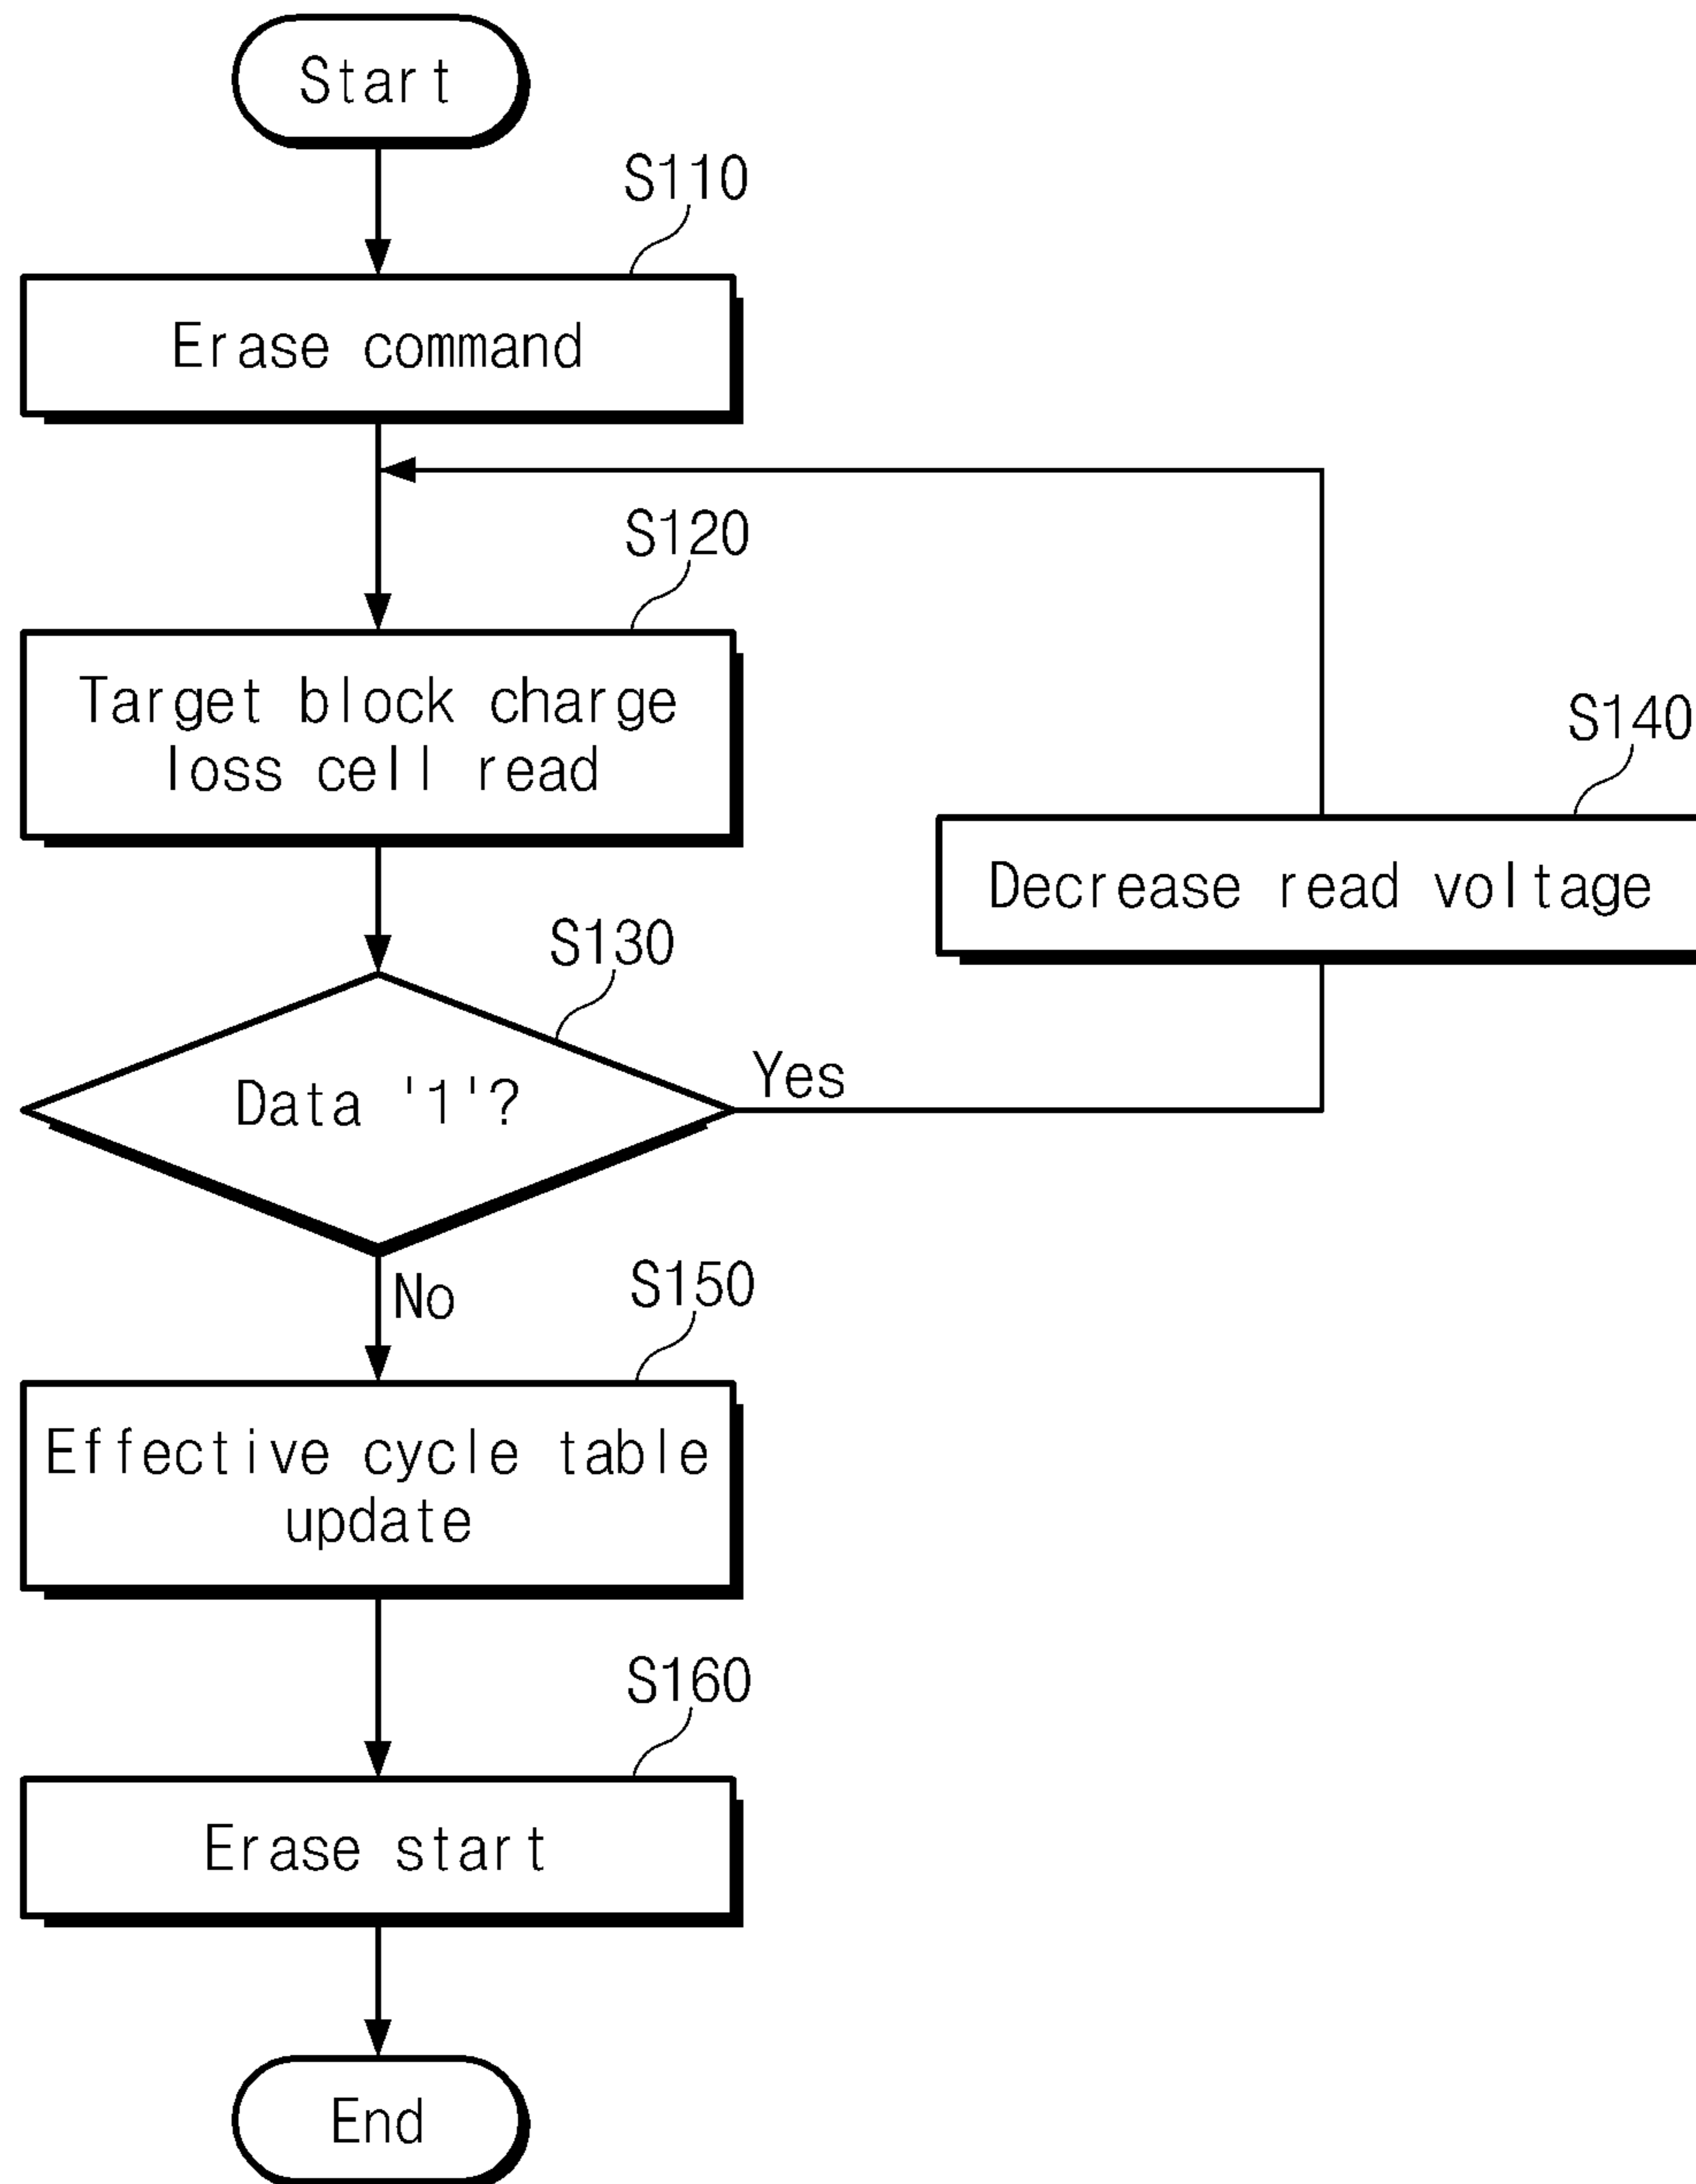 Start
S110
Erase command
S120
Target block charge
loss cell read
S140
Decrease read voltage
S130
Data '1'?
Yes
No
S150
Effective cycle table
update
S160
Erase start
End